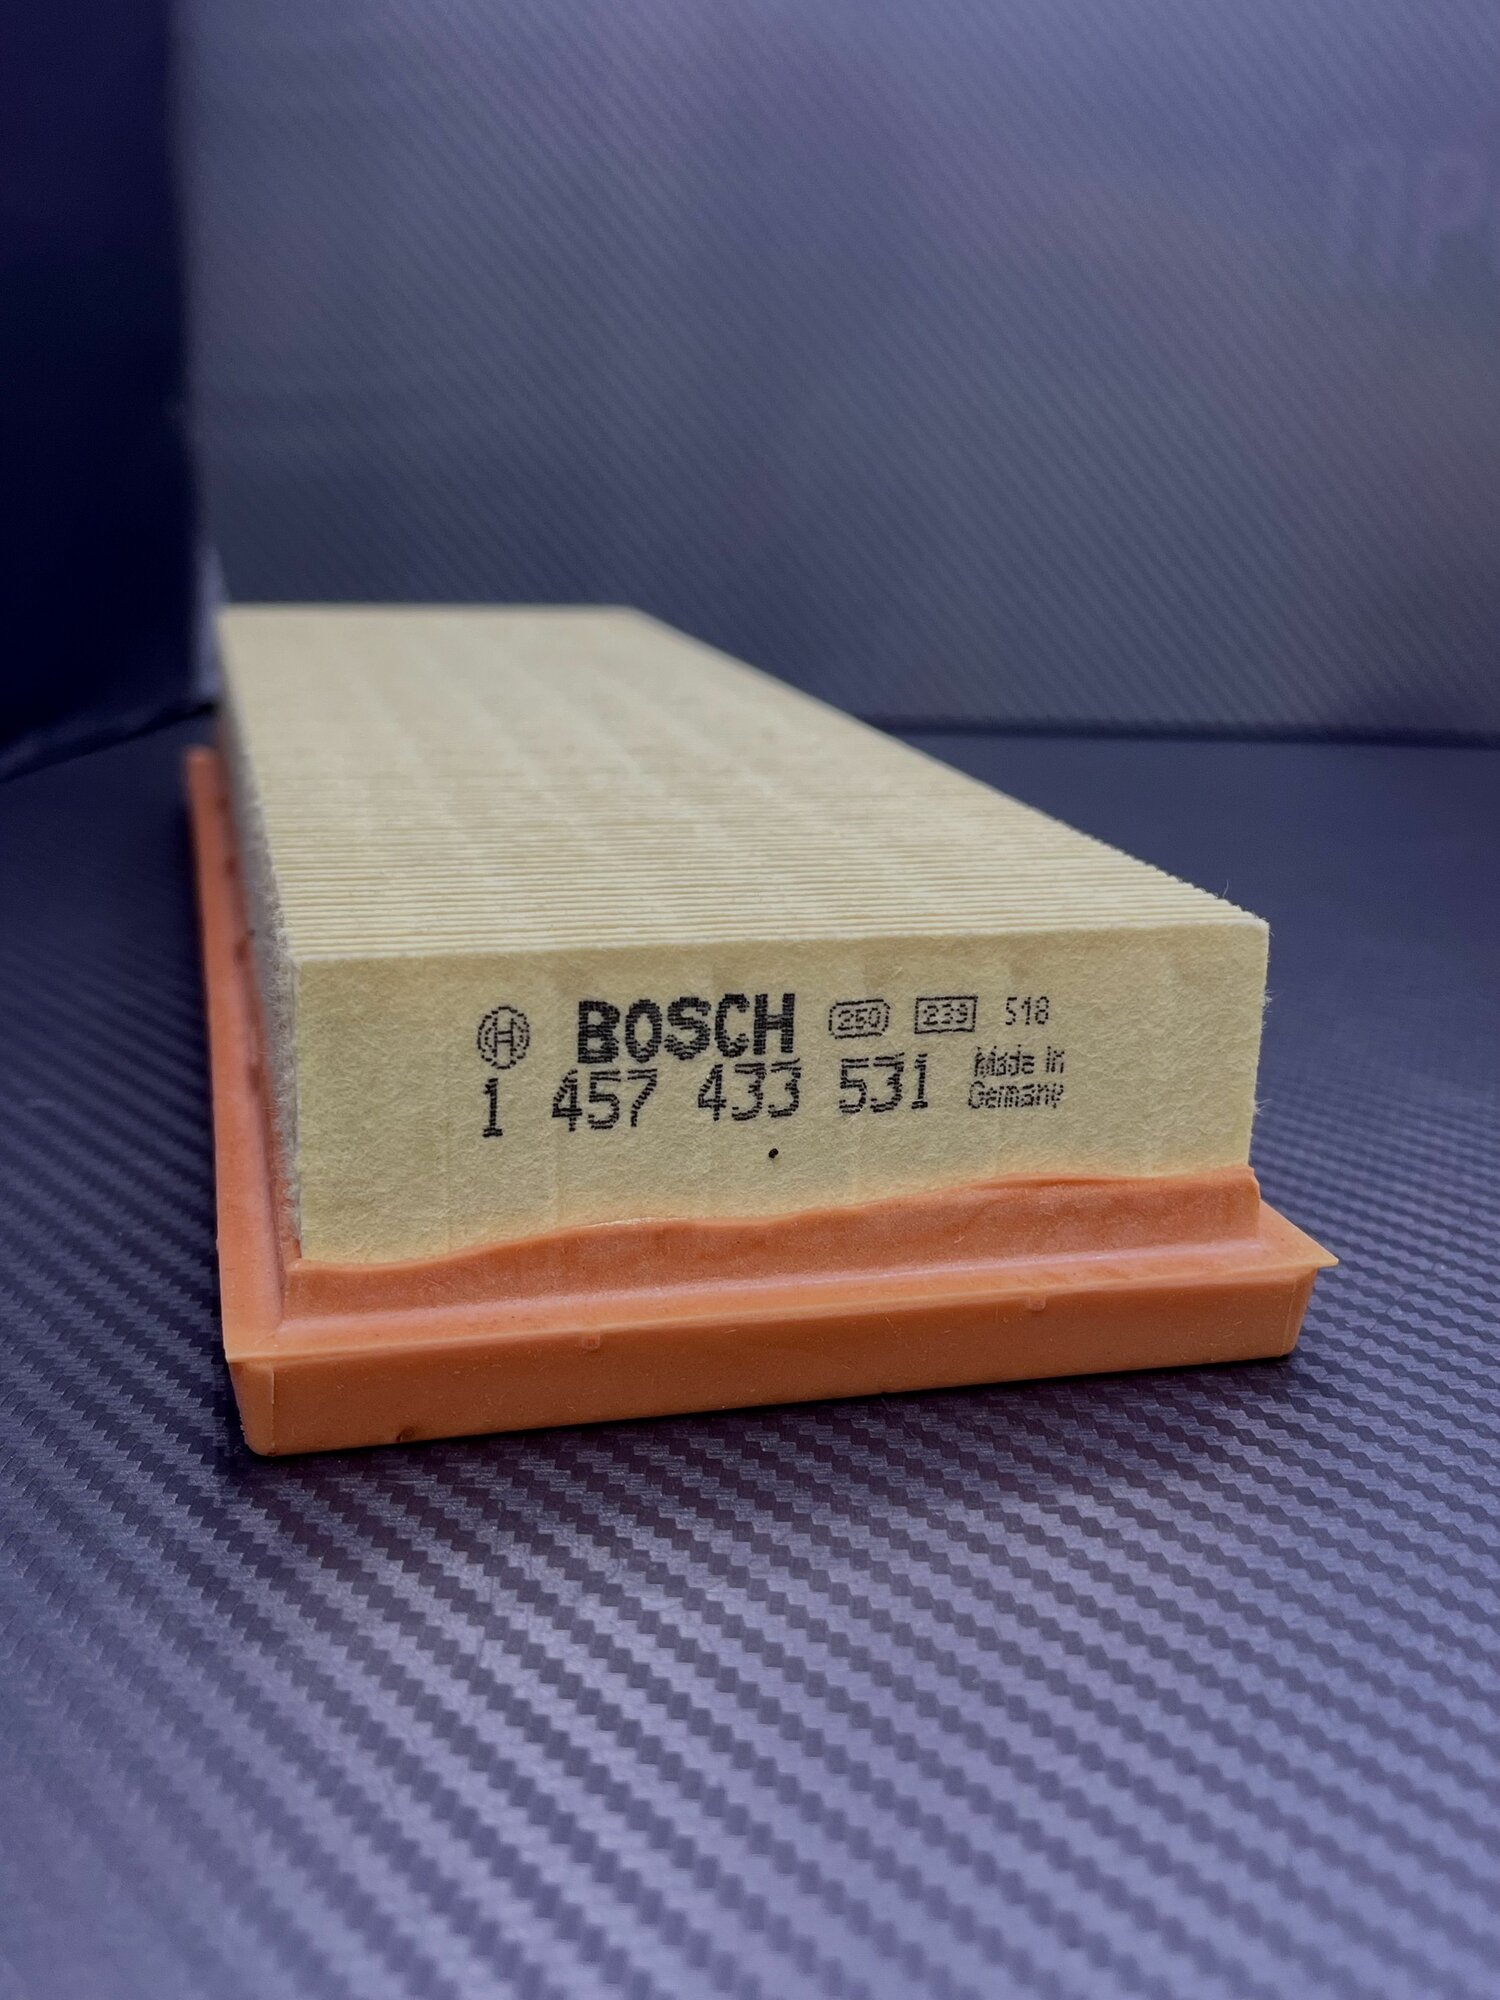 BOSCH 250 239 518
1 457 433 531 Made in
Germany